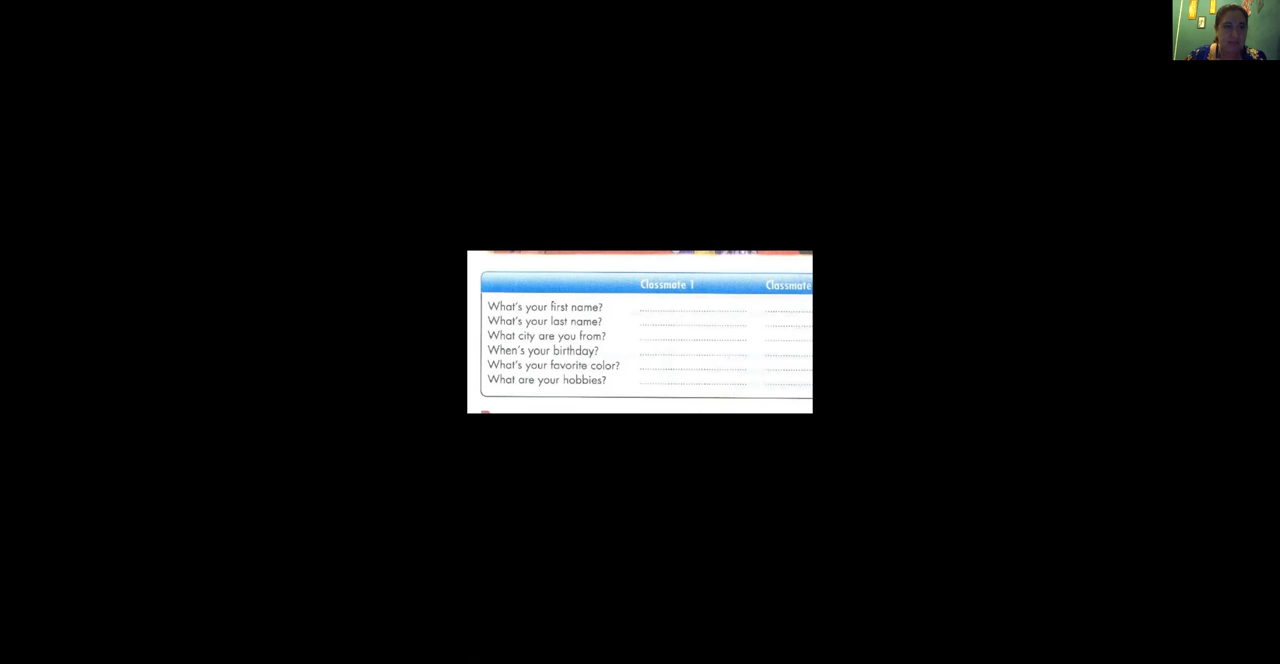 Classmate 1 Classmate
What's your first name?
What's your last name?
What city are you from?
When's your birthday?
What's your favorite color?
What are your hobbies?